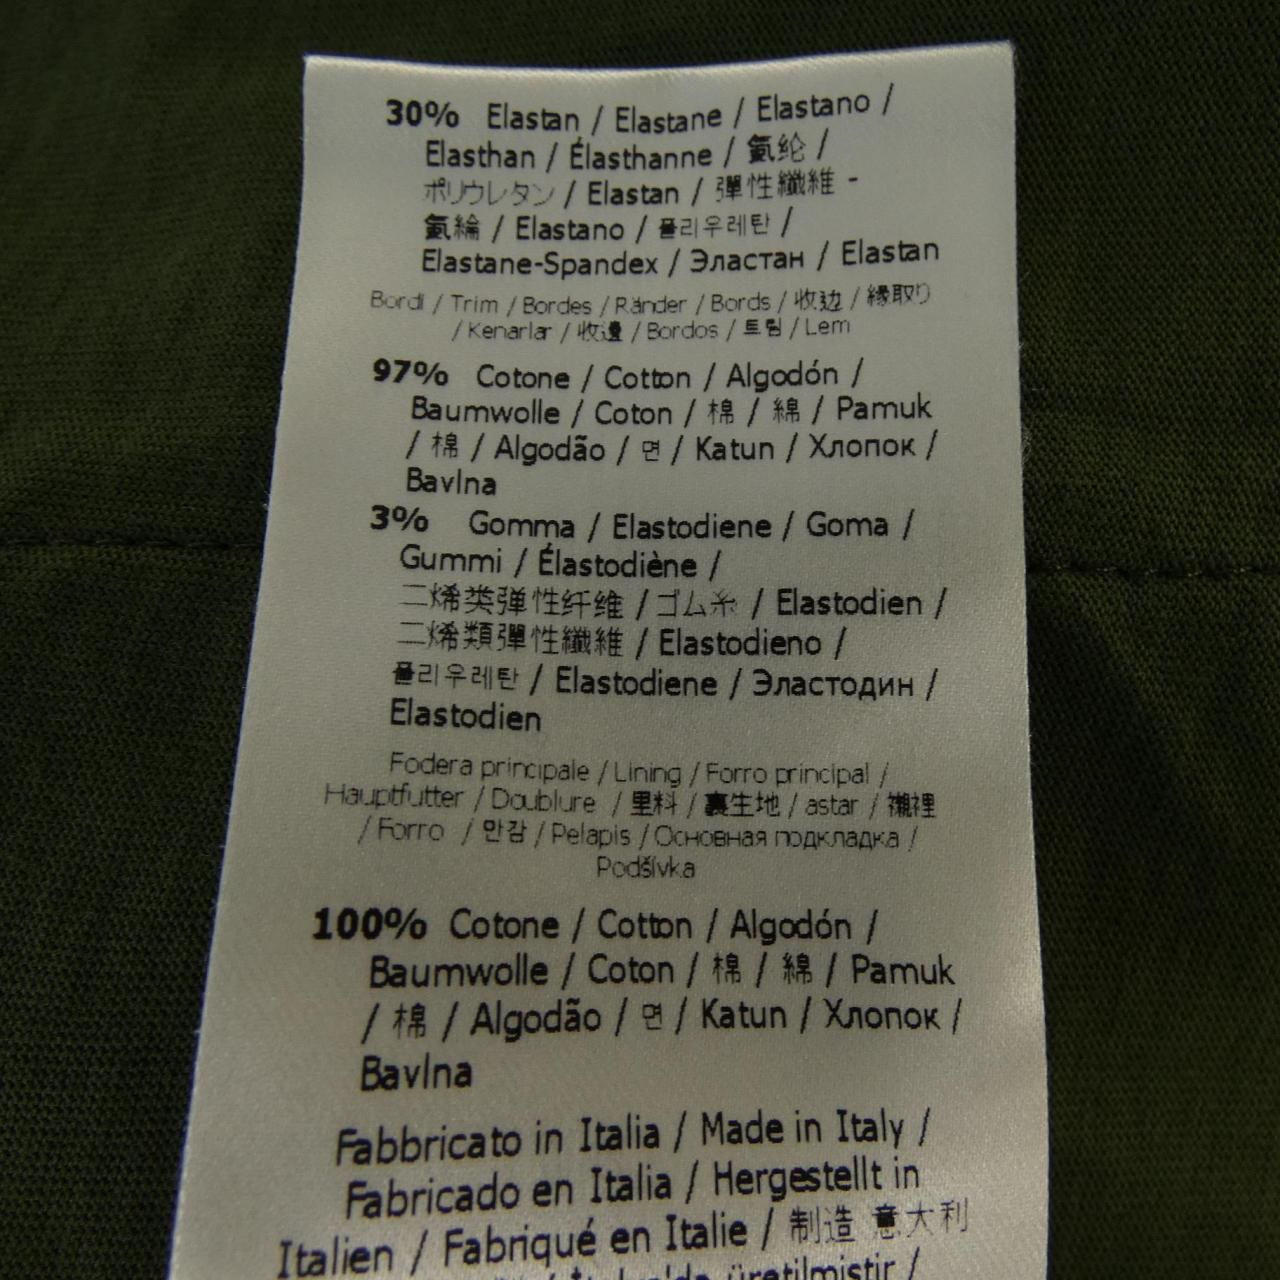 30% Elastan / Elastane / Elastano /
Elasthan / Élasthanne / 氨纶 /
ポリウレタン / Elastan / 彈性纖維 -
氨綸 / Elastano / 폴리우레탄 /
Elastane-Spandex / Эластан / Elastan
Bordi / Trim / Bordes / Ränder / Bords / 收边 / 縁取り
/ Kenarlar / 收邊 / Bordos / 트림 / Lem
97% Cotone / Cotton / Algodón /
Baumwolle / Coton / 棉 / 綿 / Pamuk
/ 棉 / Algodão / 면 / Katun / Хлопок /
Bavlna
3% Gomma / Elastodiene / Goma /
Gummi / Élastodiène /
二烯类弹性纤维 / ゴム糸 / Elastodien /
二烯類彈性纖維 / Elastodieno /
폴리우레탄 / Elastodiene / Эластодин /
Elastodien
Fodera principale / Lining / Forro principal /
Hauptfutter / Doublure / 里料 / 裏生地 / astar / 襯裡
/ Forro / 안감 / Pelapis / Основная подкладка /
Podšívka
100% Cotone / Cotton / Algodón /
Baumwolle / Coton / 棉 / 綿 / Pamuk
/ 棉 / Algodão / 면 / Katun / Хлопок /
Bavlna
Fabbricato in Italia / Made in Italy /
Fabricado en Italia / Hergestellt in
Italien / Fabriqué en Italie / 制造 意大利
/ İtalya'da üretilmiştir /